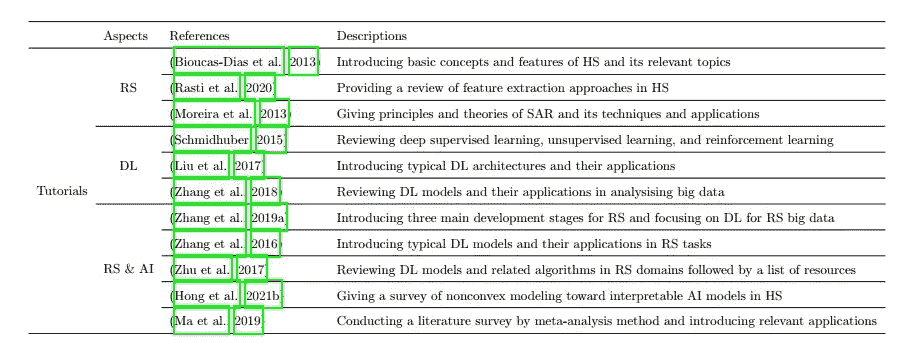 Aspects References Descriptions
(Bioucas-Dias et al. 2013) Introducing basic concepts and features of HS and its relevant topics
RS (Rasti et al. 2020) Providing a review of feature extraction approaches in HS
(Moreira et al. 2013) Giving principles and theories of SAR and its techniques and applications
(Schmidhuber 2015) Reviewing deep supervised learning, unsupervised learning, and reinforcement learning
DL (Liu et al. 2017) Introducing typical DL architectures and their applications
Tutorials (Zhang et al. 2018) Reviewing DL models and their applications in analysising big data
(Zhang et al. 2019a) Introducing three main development stages for RS and focusing on DL for RS big data
(Zhang et al. 2016) Introducing typical DL models and their applications in RS tasks
RS & AI (Zhu et al. 2017) Reviewing DL models and related algorithms in RS domains followed by a list of resources
(Hong et al. 2021b) Giving a survey of nonconvex modeling toward interpretable AI models in HS
(Ma et al. 2019) Conducting a literature survey by meta-analysis method and introducing relevant applications